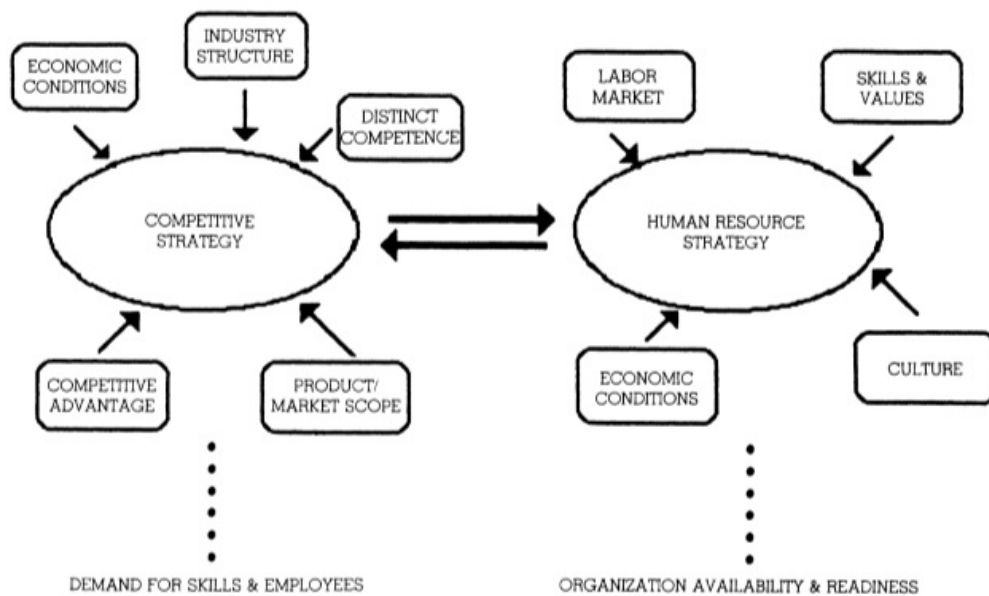 INDUSTRY
STRUCTURE
ECONOMIC
CONDITIONS
DISTINCT
COMPETENCE
COMPETITIVE
STRATEGY
COMPETITIVE
ADVANTAGE
PRODUCT/
MARKET SCOPE
DEMAND FOR SKILLS & EMPLOYEES
LABOR
MARKET
SKILLS &
VALUES
HUMAN RESOURCE
STRATEGY
ECONOMIC
CONDITIONS
CULTURE
ORGANIZATION AVAILABILITY & READINESS